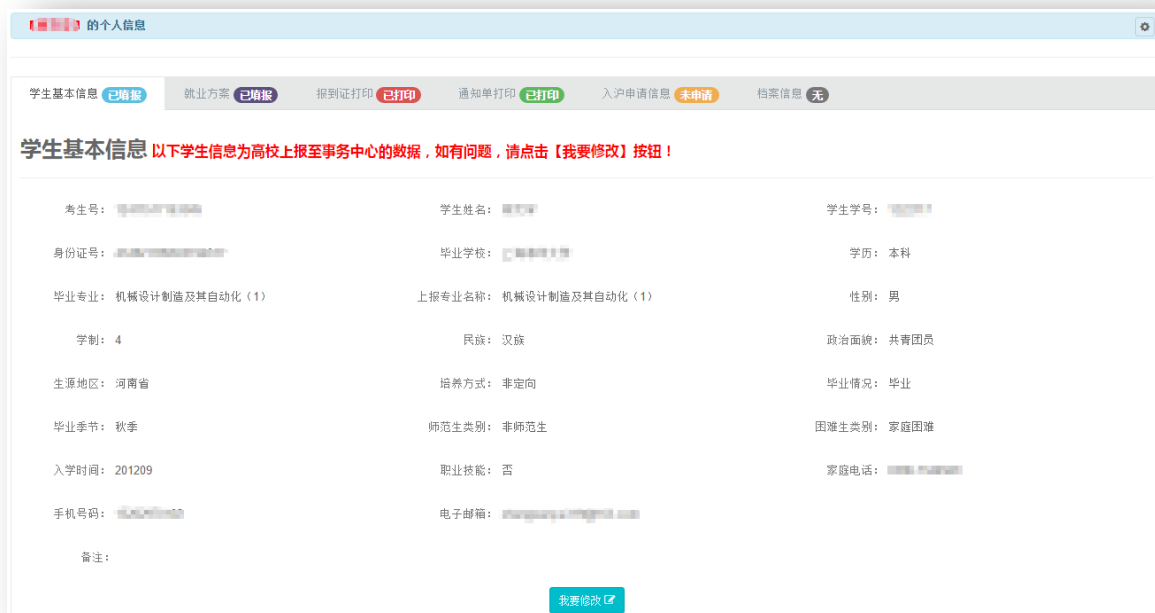 的个人信息
学生基本信息 已填报 就业方案 已填报 报到证打印 已打印 通知单打印 已打印 入沪申请信息 未申请 档案信息 无
学生基本信息 以下学生信息为高校上报至事务中心的数据，如有问题，请点击【我要修改】按钮！
考生号： 学生姓名： 学生学号：
身份证号： 毕业学校： 学历： 本科
毕业专业： 机械设计制造及其自动化（1） 上报专业名称： 机械设计制造及其自动化（1） 性别： 男
学制： 4 民族： 汉族 政治面貌： 共青团员
生源地区： 河南省 培养方式： 非定向 毕业情况： 毕业
毕业季节： 秋季 师范生类别： 非师范生 困难生类别： 家庭困难
入学时间： 201209 职业技能： 否 家庭电话：
手机号码： 电子邮箱：
备注：
我要修改